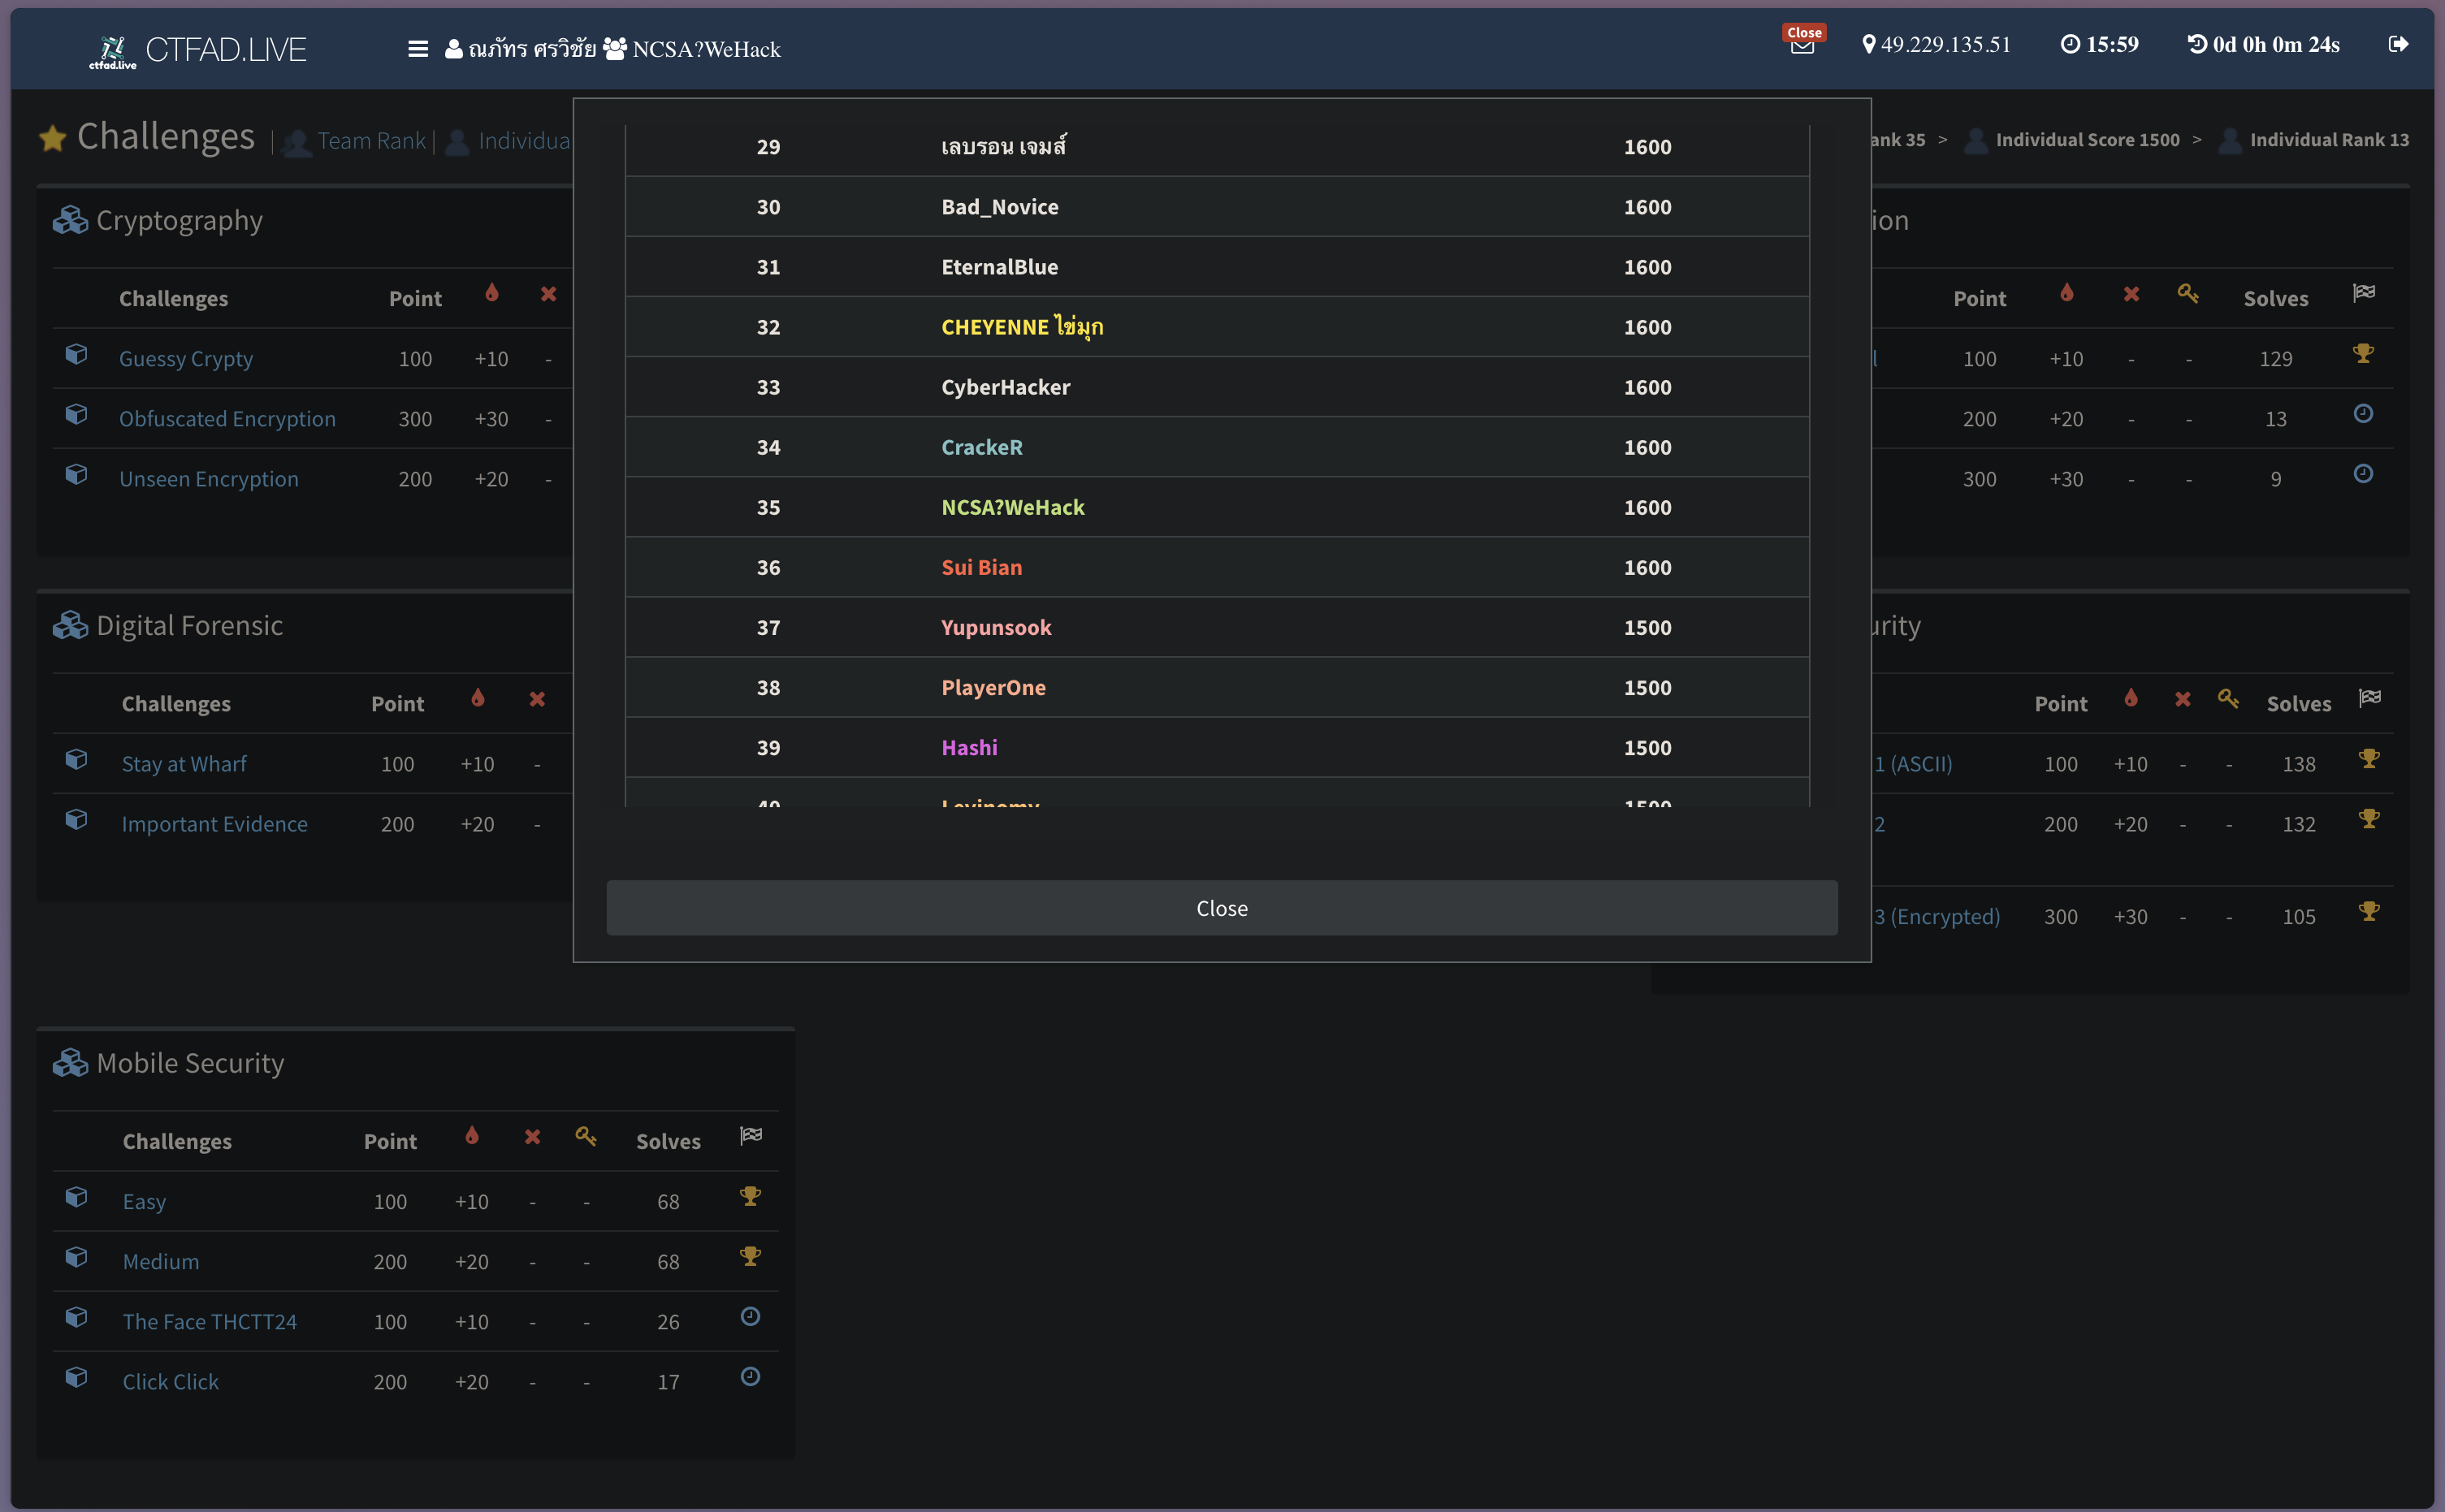 ctfad.live CTFAD.LIVE ณภัทร ศรวิชัย NCSA?WeHack Close 49.229.135.51 15:59 0d 0h 0m 24s
Challenges | Team Rank | Individua
ank 35 > Individual Score 1500 > Individual Rank 13
Cryptography
Challenges Point
Guessy Crypty 100 +10 -
Obfuscated Encryption 300 +30 -
Unseen Encryption 200 +20 -
Digital Forensic
Challenges Point
Stay at Wharf 100 +10 -
Important Evidence 200 +20 -
29 เลบรอน เจมส์ 1600
30 Bad_Novice 1600
31 EternalBlue 1600
32 CHEYENNE ไข่มุก 1600
33 CyberHacker 1600
34 CrackeR 1600
35 NCSA?WeHack 1600
36 Sui Bian 1600
37 Yupunsook 1500
38 PlayerOne 1500
39 Hashi 1500
40 1500
Close
ion
Point Solves
100 +10 - - 129
200 +20 - - 13
300 +30 - - 9
urity
Point Solves
1 (ASCII) 100 +10 - - 138
2 200 +20 - - 132
3 (Encrypted) 300 +30 - - 105
Mobile Security
Challenges Point Solves
Easy 100 +10 - - 68
Medium 200 +20 - - 68
The Face THCTT24 100 +10 - - 26
Click Click 200 +20 - - 17